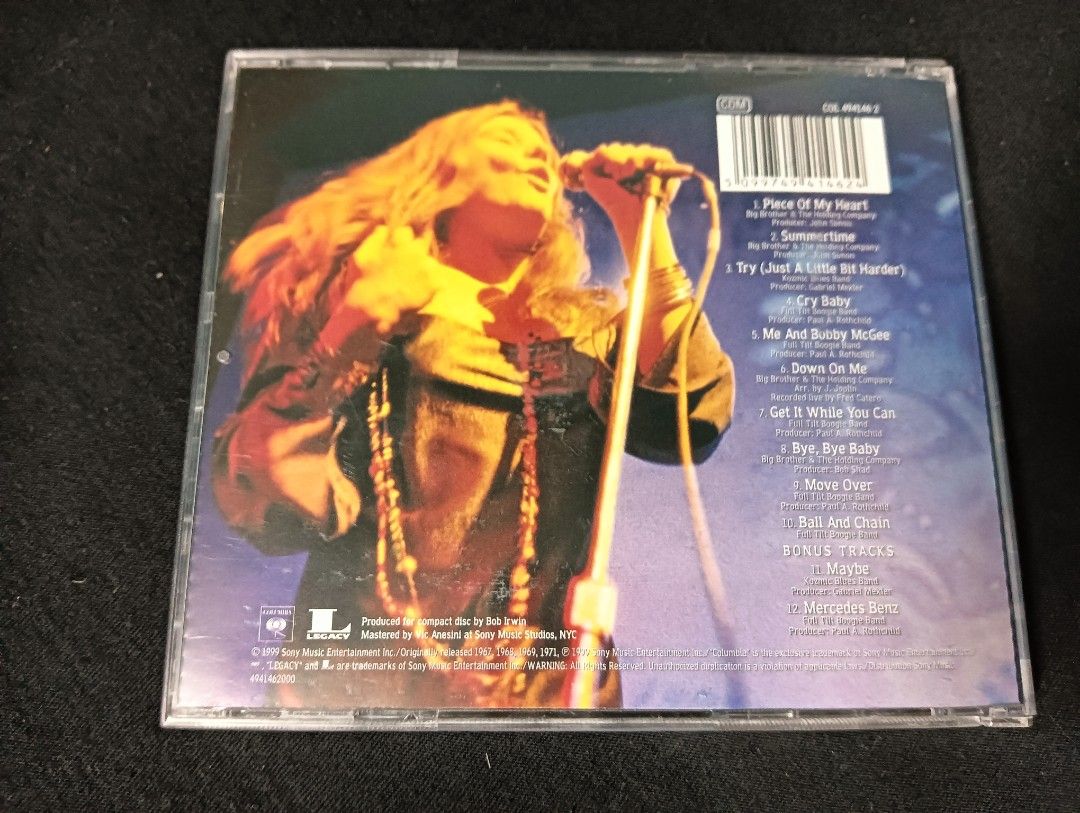 COL 494146 2
5 099749 414624
1. Piece Of My Heart
Big Brother & The Holding Company
Producer: John Simon
2. Summertime
Big Brother & The Holding Company
Producer: John Simon
3. Try (Just A Little Bit Harder)
Kozmic Blues Band
Producer: Gabriel Mekler
4. Cry Baby
Full Tilt Boogie Band
Producer: Paul A. Rothchild
5. Me And Bobby McGee
Full Tilt Boogie Band
Producer: Paul A. Rothchild
6. Down On Me
Big Brother & The Holding Company
Arr. by J. Joplin
Recorded live by Fred Catero
7. Get It While You Can
Full Tilt Boogie Band
Producer: Paul A. Rothchild
8. Bye, Bye Baby
Big Brother & The Holding Company
Producer: Bob Shad
9. Move Over
Full Tilt Boogie Band
Producer: Paul A. Rothchild
10. Ball And Chain
Full Tilt Boogie Band
BONUS TRACKS
11. Maybe
Kozmic Blues Band
Producer: Gabriel Mekler
12. Mercedes Benz
Full Tilt Boogie Band
Producer: Paul A. Rothchild
COLUMBIA
L
LEGACY
Produced for compact disc by Bob Irwin
Mastered by Vic Anesini at Sony Music Studios, NYC
© 1999 Sony Music Entertainment Inc./Originally released 1967, 1968, 1969, 1971, ℗ 1999 Sony Music Entertainment Inc./"Columbia" is the exclusive trademark of Sony Music Entertainment Inc.
"LEGACY" and L are trademarks of Sony Music Entertainment Inc./WARNING: All Rights Reserved. Unauthorized duplication is a violation of applicable laws./Distribution Sony Music
4941462000